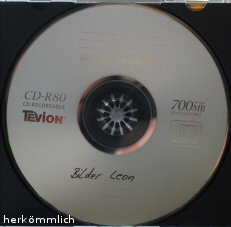 CD-R80
CD-RECORDABLE
TEVION
700MB
Bilder Leon
herkömmlich